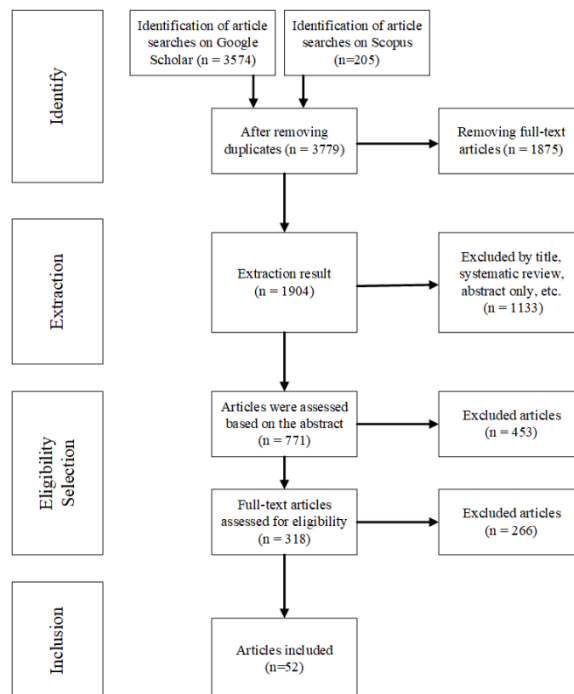 Identify
Identification of article
searches on Google
Scholar (n = 3574)
Identification of article
searches on Scopus
(n=205)
After removing
duplicates (n = 3779)
Removing full-text
articles (n = 1875)
Extraction
Extraction result
(n = 1904)
Excluded by title,
systematic review,
abstract only, etc.
(n = 1133)
Eligibility
Selection
Articles were assessed
based on the abstract
(n = 771)
Excluded articles
(n = 453)
Full-text articles
assessed for eligibility
(n = 318)
Excluded articles
(n = 266)
Inclusion
Articles included
(n=52)